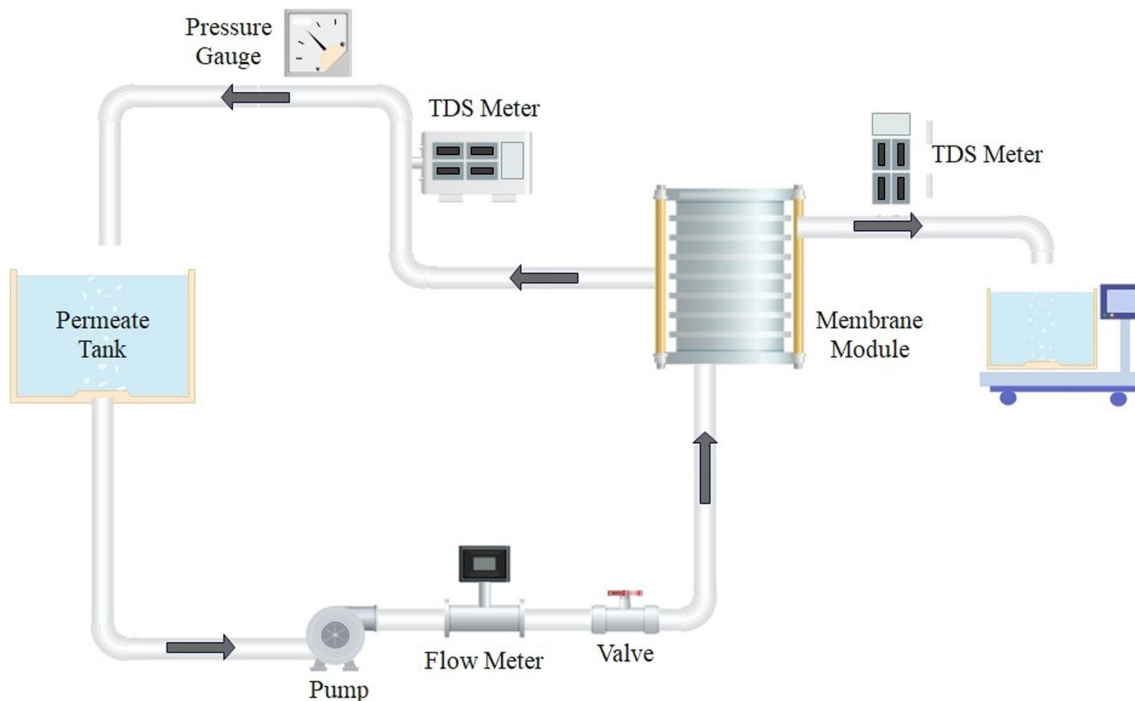 Pressure
Gauge
TDS Meter
TDS Meter
Permeate
Tank
Membrane
Module
Flow Meter
Valve
Pump